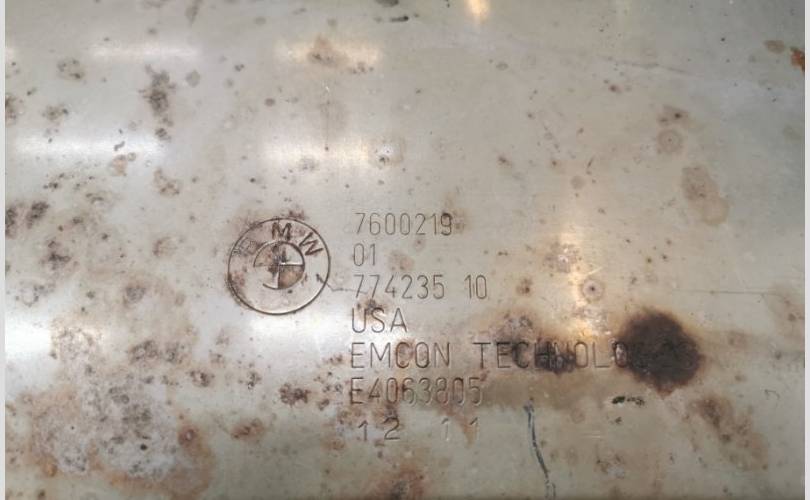 BMW
7600219
01
774235 10
USA
EMCON TECHNOLO
E4063805
12 11